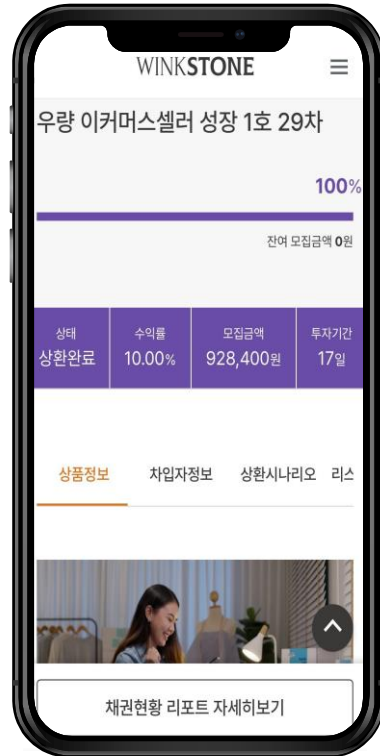 WINKSTONE
우량 이커머스셀러 성장 1호 29차
100%
잔여 모집금액 0원
상태 수익률 모집금액 투자기간
상환완료 10.00% 928,400원 17일
상품정보 차입자정보 상환시나리오 리스
채권현황 리포트 자세히보기